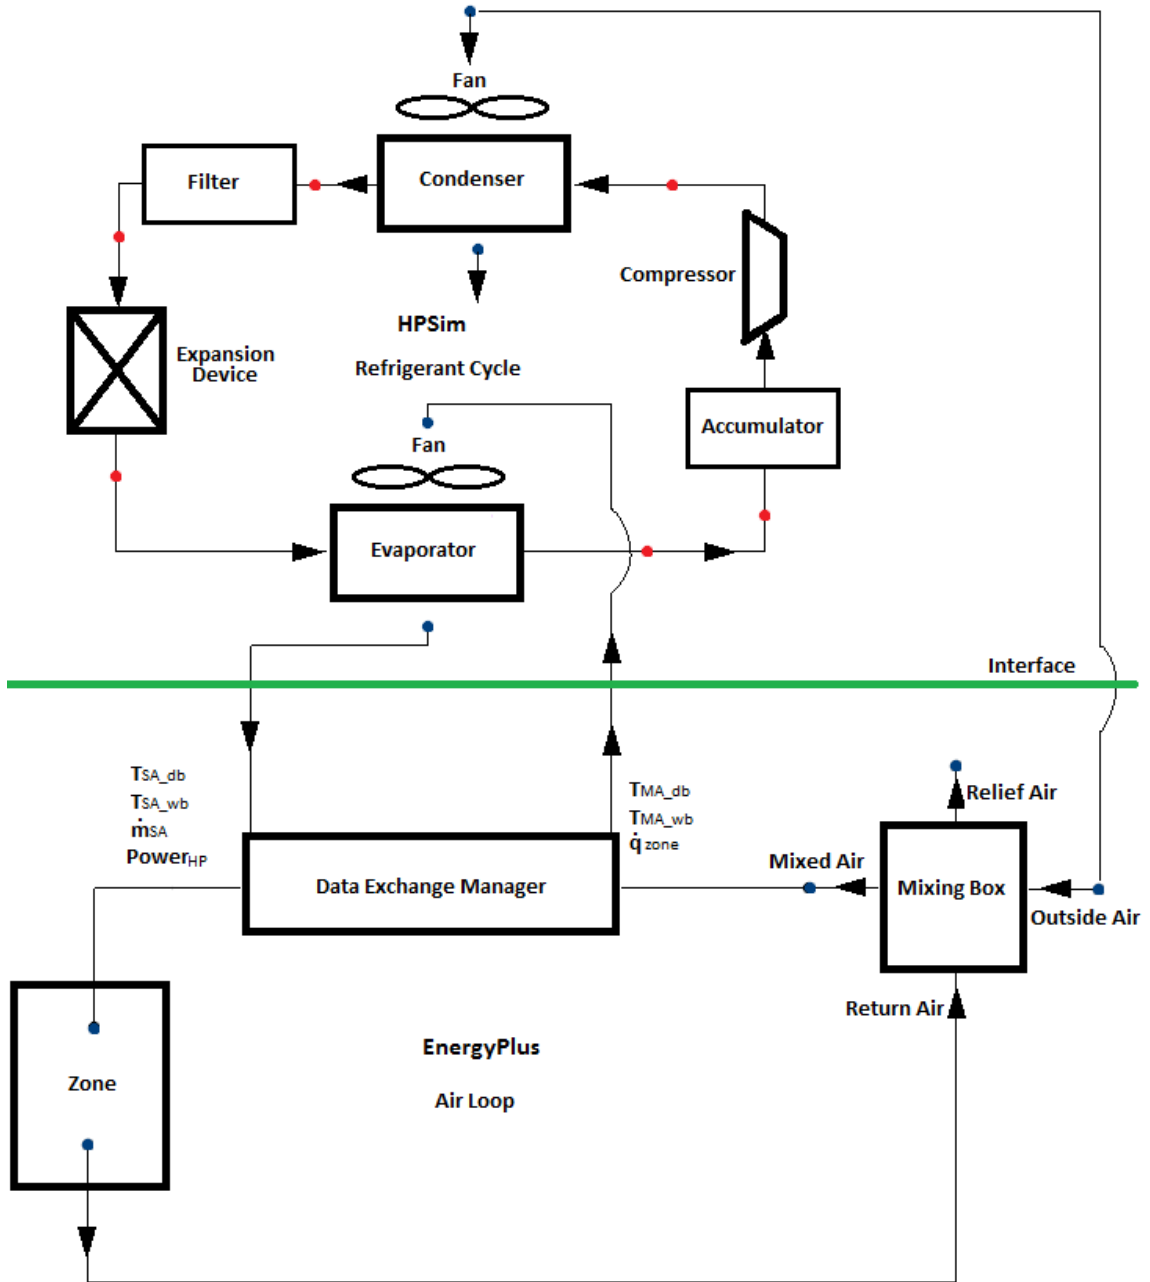 Fan
Condenser
Filter
Compressor
HPSim
Refrigerant Cycle
Expansion
Device
Accumulator
Fan
Evaporator
Interface
TSA_db
TSA_wb
ṁSA
PowerHP
TMA_db
TMA_wb
q̇ zone
Relief Air
Mixed Air
Data Exchange Manager
Mixing Box
Outside Air
Return Air
EnergyPlus
Zone
Air Loop